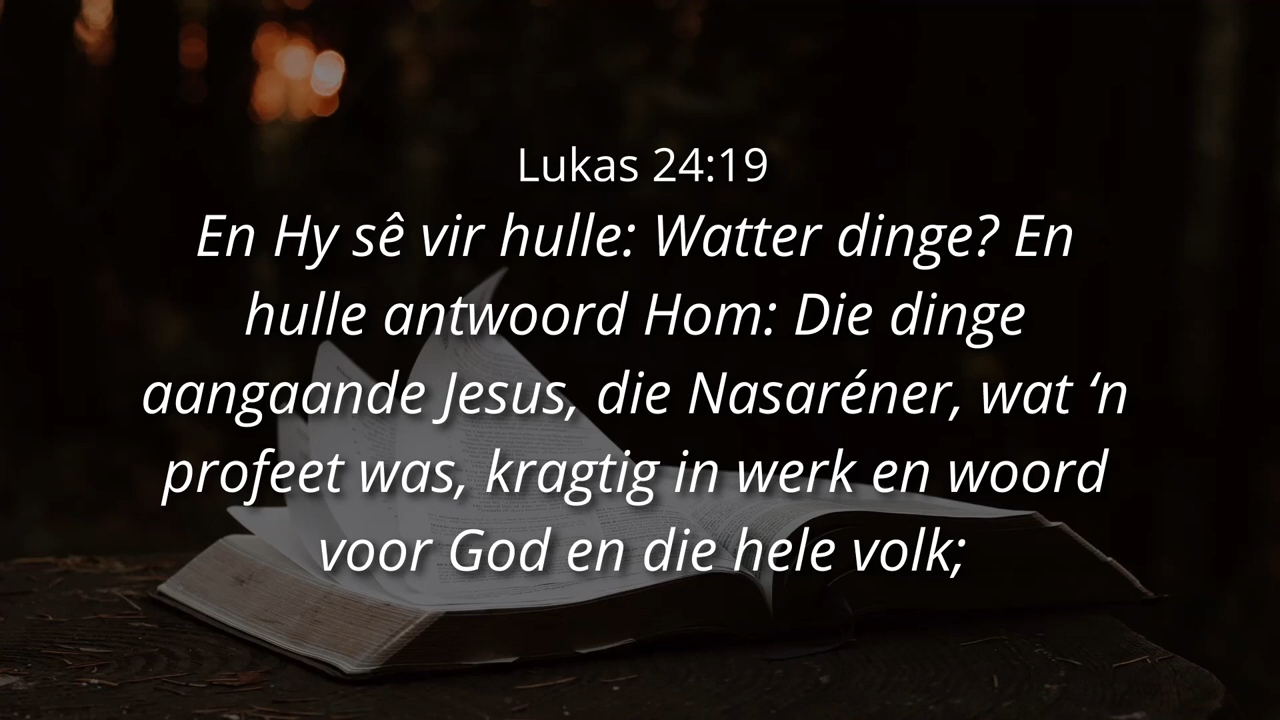 Lukas 24:19
En Hy sê vir hulle: Watter dinge? En
hulle antwoord Hom: Die dinge
aangaande Jesus, die Nasaréner, wat ‘n
profeet was, kragtig in werk en woord
voor God en die hele volk;